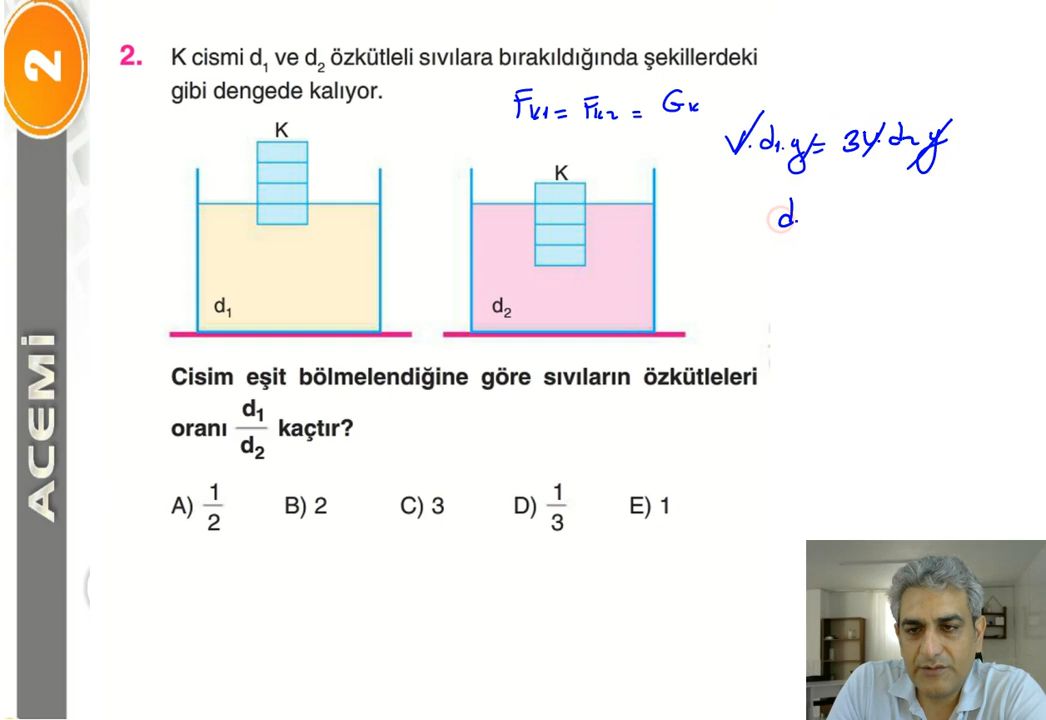 2
ACEMİ
2. K cismi d₁ ve d₂ özkütleli sıvılara bırakıldığında şekillerdeki
gibi dengede kalıyor.
Fk1 = Fk2 = Gk
V.d₁.g = 3V.d₂g
d.
K
K
d₁
d₂
Cisim eşit bölmelendiğine göre sıvıların özkütleleri
oranı d₁/d₂ kaçtır?
A) 1/2 B) 2 C) 3 D) 1/3 E) 1